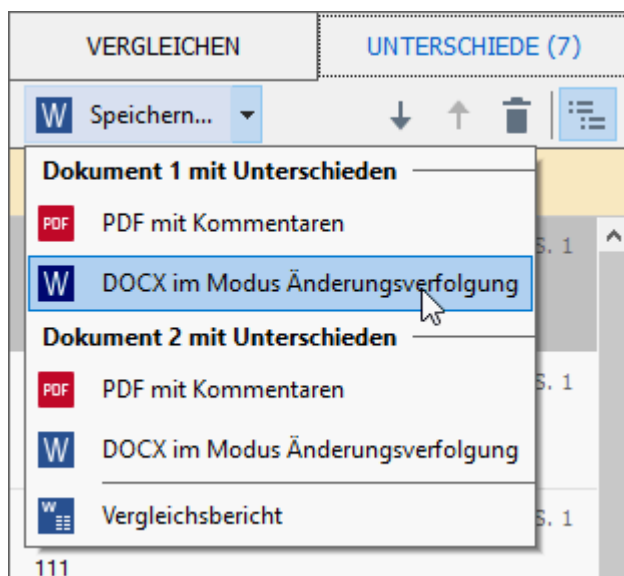 VERGLEICHEN
UNTERSCHIEDE (7)
W Speichern...
Dokument 1 mit Unterschieden
PDF PDF mit Kommentaren
S. 1
W DOCX im Modus Änderungsverfolgung
Dokument 2 mit Unterschieden
PDF PDF mit Kommentaren
S. 1
W DOCX im Modus Änderungsverfolgung
W Vergleichsbericht
S. 1
111